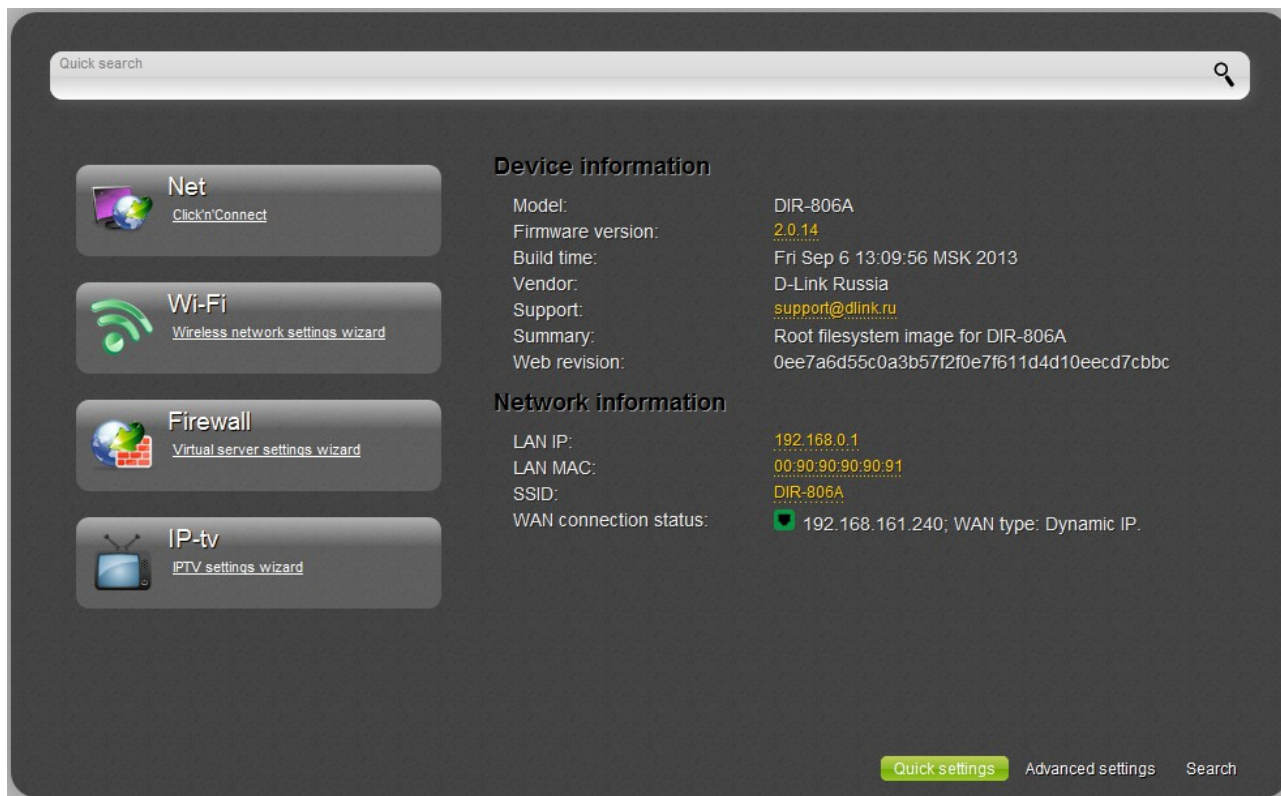 Quick search
Net
Click'n'Connect
Wi-Fi
Wireless network settings wizard
Firewall
Virtual server settings wizard
IP-tv
IPTV settings wizard
Device information
Model: DIR-806A
Firmware version: 2.0.14
Build time: Fri Sep 6 13:09:56 MSK 2013
Vendor: D-Link Russia
Support: support@dlink.ru
Summary: Root filesystem image for DIR-806A
Web revision: 0ee7a6d55c0a3b57f2f0e7f611d4d10eecd7cbbc
Network information
LAN IP: 192.168.0.1
LAN MAC: 00:90:90:90:90:91
SSID: DIR-806A
WAN connection status: 192.168.161.240; WAN type: Dynamic IP.
Quick settings Advanced settings Search